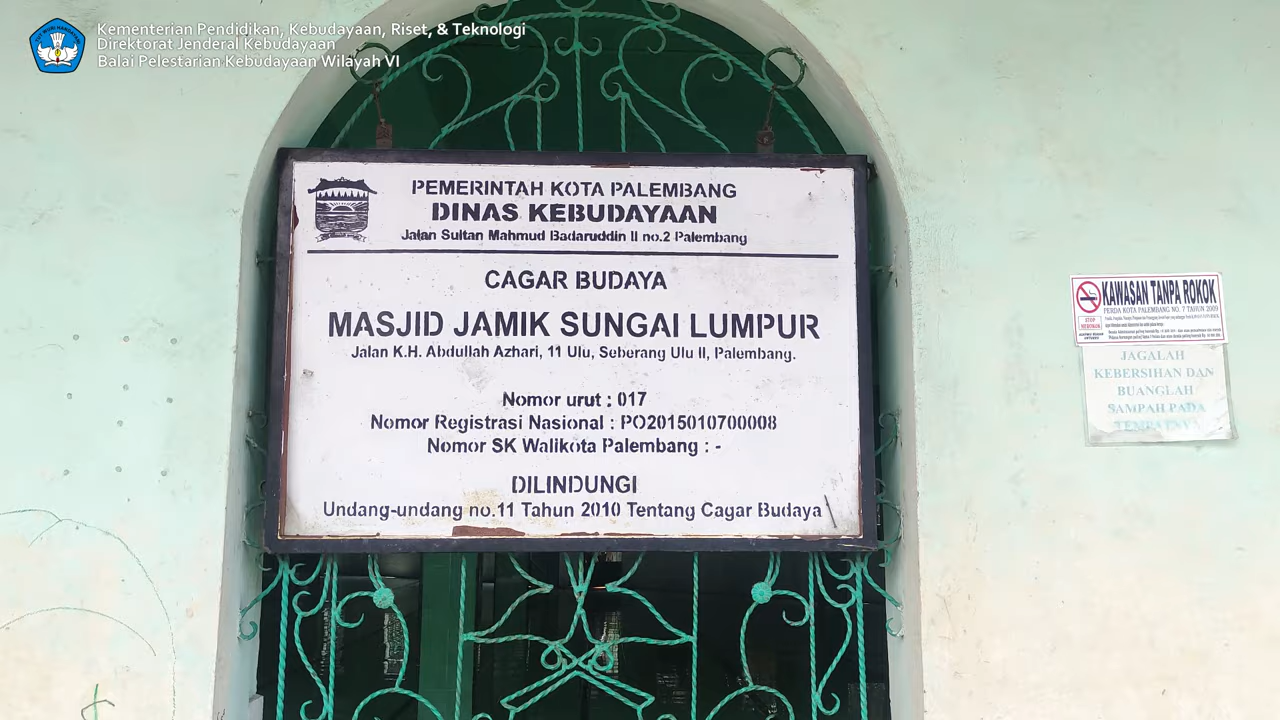 Kementerian Pendidikan, Kebudayaan, Riset, & Teknologi
Direktorat Jenderal Kebudayaan
Balai Pelestarian Kebudayaan Wilayah VI
PEMERINTAH KOTA PALEMBANG
DINAS KEBUDAYAAN
Jalan Sultan Mahmud Badaruddin II no.2 Palembang
CAGAR BUDAYA
MASJID JAMIK SUNGAI LUMPUR
Jalan K.H. Abdullah Azhari, 11 Ulu, Seberang Ulu II, Palembang.
Nomor urut : 017
Nomor Registrasi Nasional : PO2015010700008
Nomor SK Walikota Palembang : -
DILINDUNGI
Undang-undang no.11 Tahun 2010 Tentang Cagar Budaya
KAWASAN TANPA ROKOK
PERDA KOTA PALEMBANG NO. 7 TAHUN 2009
STOP
MEROKOK
JAGALAH
KEBERSIHAN DAN
BUANGLAH
SAMPAH PADA
TEMPATNYA